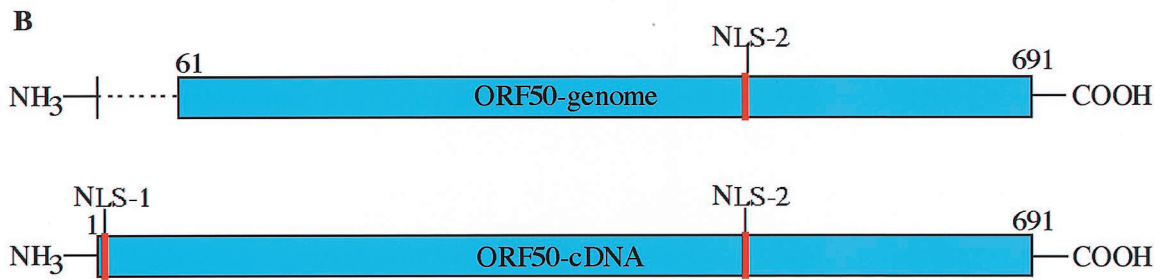 B
NLS-2
61 691
NH3 ORF50-genome COOH
NLS-1 NLS-2
1 691
NH3 ORF50-cDNA COOH